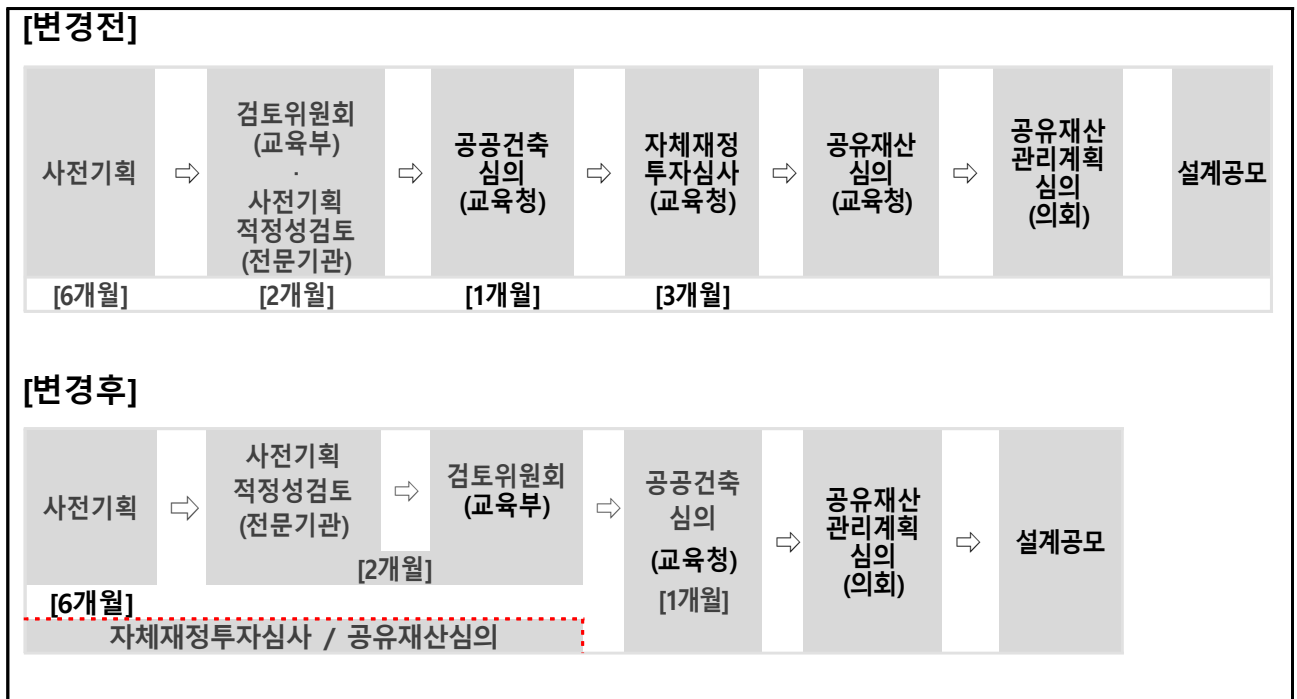 [변경전]
사전기획
⇨
검토위원회
(교육부)
·
사전기획
적정성검토
(전문기관)
⇨
공공건축
심의
(교육청)
⇨
자체재정
투자심사
(교육청)
⇨
공유재산
심의
(교육청)
⇨
공유재산
관리계획
심의
(의회)
설계공모
[6개월]
[2개월]
[1개월]
[3개월]
[변경후]
사전기획
⇨
사전기획
적정성검토
(전문기관)
⇨
검토위원회
(교육부)
[2개월]
⇨
공공건축
심의
(교육청)
[1개월]
⇨
공유재산
관리계획
심의
(의회)
⇨
설계공모
[6개월]
자체재정투자심사 / 공유재산심의